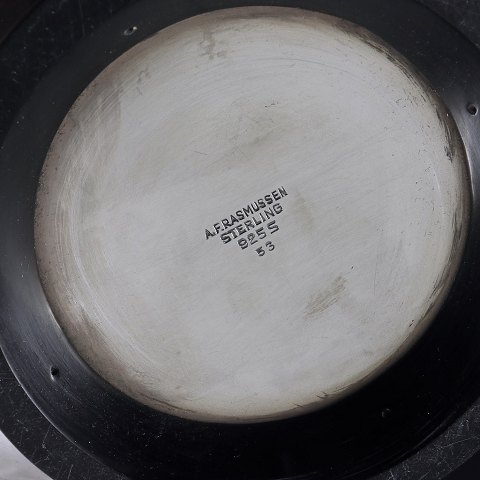 A.F.RASMUSSEN
STERLING
925S
53